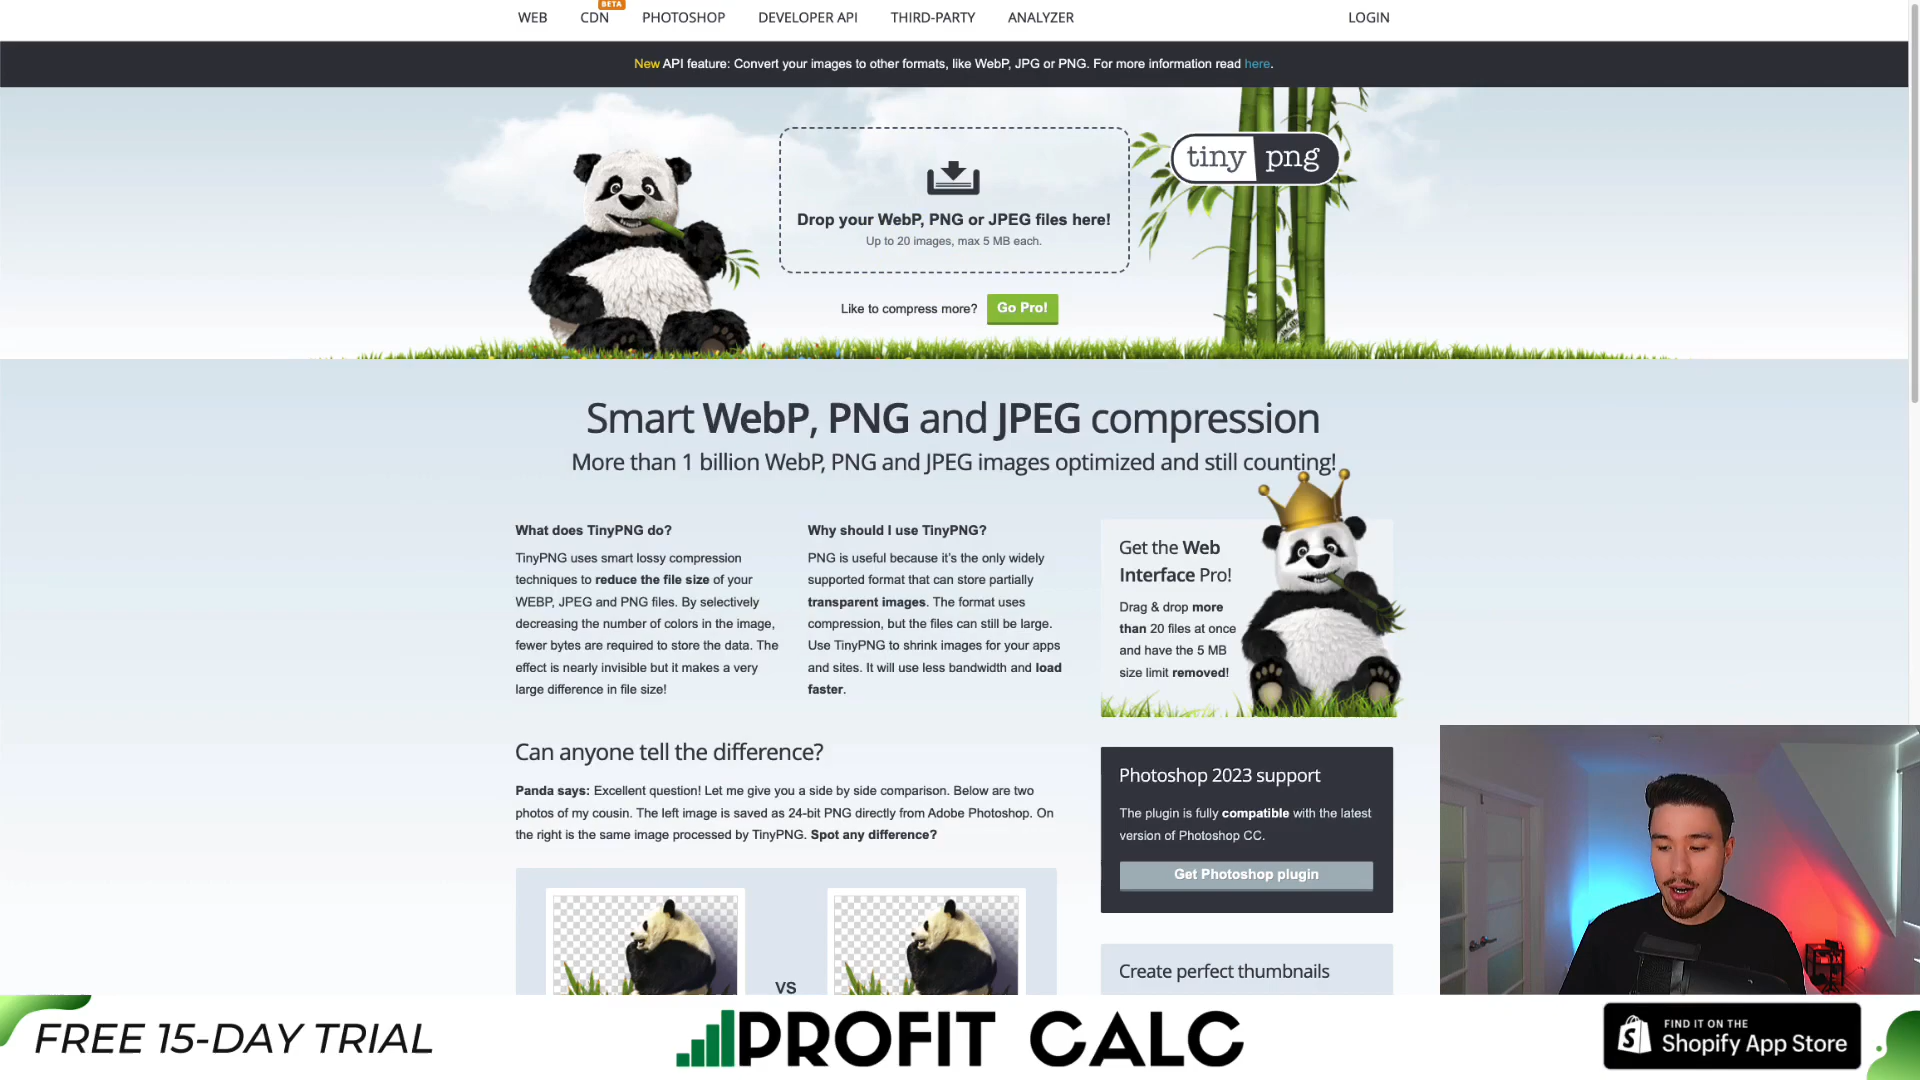 WEB
CDN
BETA
PHOTOSHOP
DEVELOPER API
THIRD-PARTY
ANALYZER
LOGIN
New API feature: Convert your images to other formats, like WebP, JPG or PNG. For more information read here.
Drop your WebP, PNG or JPEG files here!
Up to 20 images, max 5 MB each.
tiny png
Like to compress more?
Go Pro!
Smart WebP, PNG and JPEG compression
More than 1 billion WebP, PNG and JPEG images optimized and still counting!
What does TinyPNG do?
TinyPNG uses smart lossy compression
techniques to reduce the file size of your
WEBP, JPEG and PNG files. By selectively
decreasing the number of colors in the image,
fewer bytes are required to store the data. The
effect is nearly invisible but it makes a very
large difference in file size!
Why should I use TinyPNG?
PNG is useful because it's the only widely
supported format that can store partially
transparent images. The format uses
compression, but the files can still be large.
Use TinyPNG to shrink images for your apps
and sites. It will use less bandwidth and load
faster.
Get the Web
Interface Pro!
Drag & drop more
than 20 files at once
and have the 5 MB
size limit removed!
Can anyone tell the difference?
Panda says: Excellent question! Let me give you a side by side comparison. Below are two
photos of my cousin. The left image is saved as 24-bit PNG directly from Adobe Photoshop. On
the right is the same image processed by TinyPNG. Spot any difference?
VS
Photoshop 2023 support
The plugin is fully compatible with the latest
version of Photoshop CC.
Get Photoshop plugin
Create perfect thumbnails
FREE 15-DAY TRIAL
PROFIT CALC
FIND IT ON THE
Shopify App Store